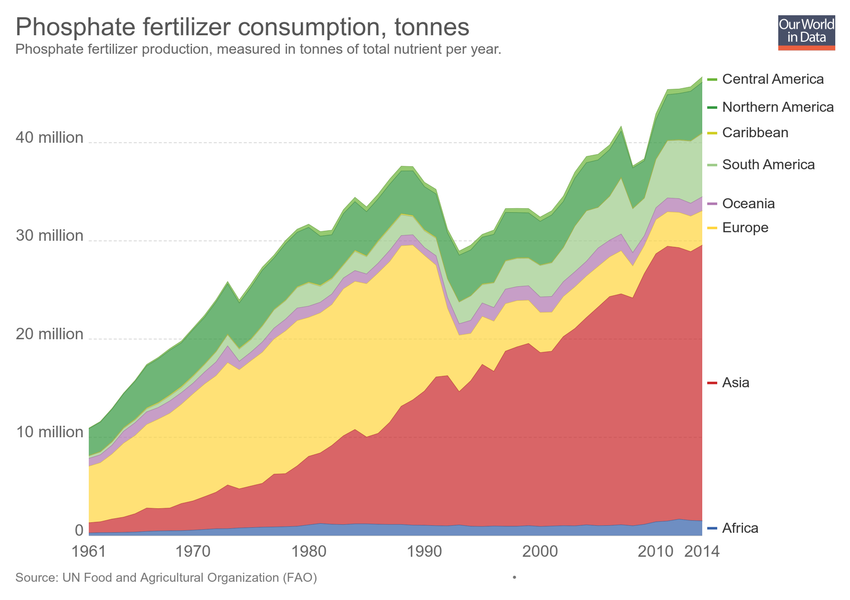 Phosphate fertilizer consumption, tonnes
Phosphate fertilizer production, measured in tonnes of total nutrient per year.
Our World
in Data
40 million
30 million
20 million
10 million
0
1961
1970
1980
1990
2000
2010
2014
Central America
Northern America
Caribbean
South America
Oceania
Europe
Asia
Africa
Source: UN Food and Agricultural Organization (FAO)